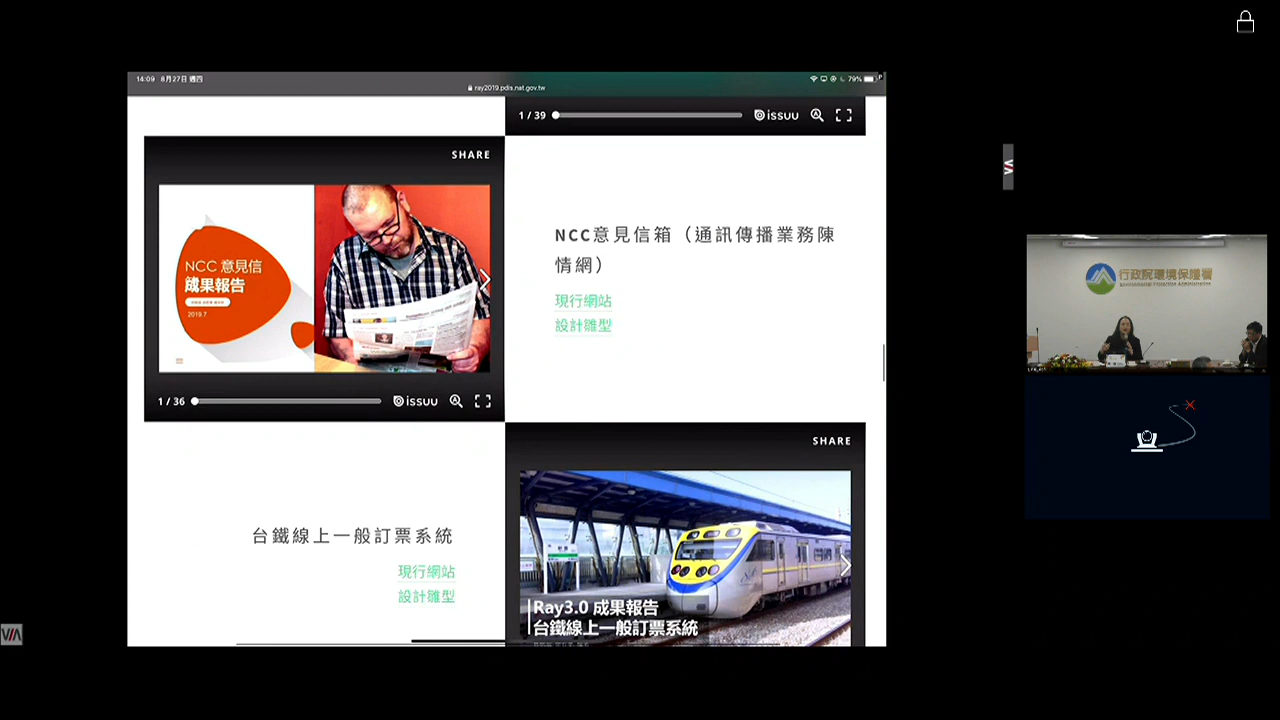 14:09 8月27日 週四
79%
ray2019.pdis.nat.gov.tw
1 / 39
issuu
SHARE
NCC 意見信
成果報告
2019.7
1 / 36
issuu
NCC意見信箱（通訊傳播業務陳
情網）
現行網站
設計雛型
台鐵線上一般訂票系統
現行網站
設計雛型
SHARE
Ray3.0 成果報告
台鐵線上一般訂票系統
行政院環境保護署
Environmental Protection Administration
VIA